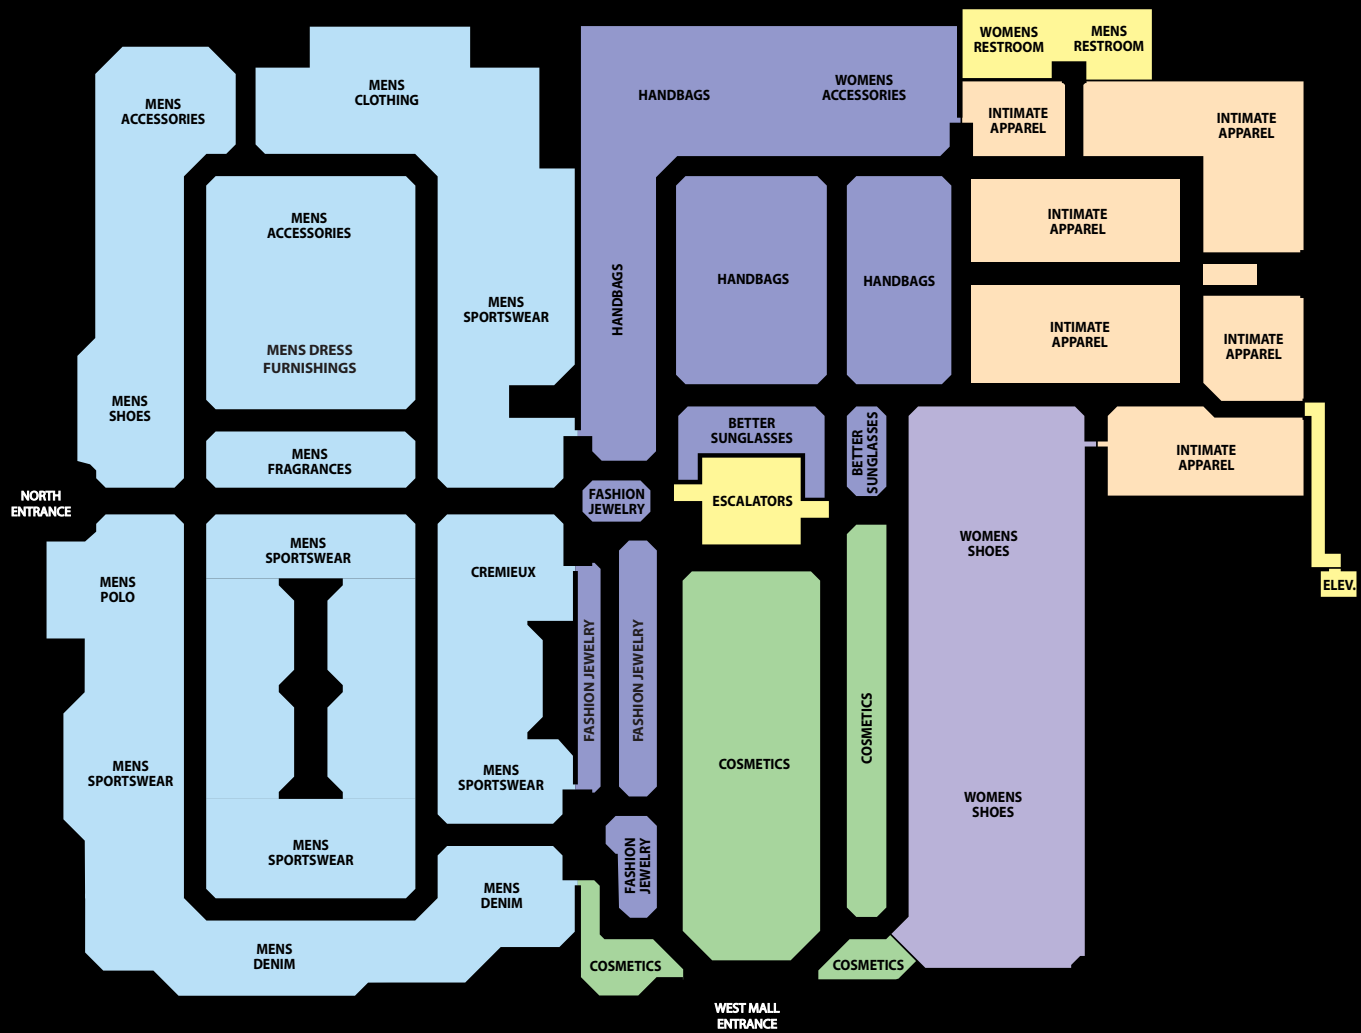 WOMENS
RESTROOM
MENS
RESTROOM
MENS
ACCESSORIES
MENS
CLOTHING
HANDBAGS
WOMENS
ACCESSORIES
INTIMATE
APPAREL
INTIMATE
APPAREL
MENS
ACCESSORIES
MENS
SPORTSWEAR
HANDBAGS
HANDBAGS
HANDBAGS
INTIMATE
APPAREL
MENS DRESS
FURNISHINGS
INTIMATE
APPAREL
INTIMATE
APPAREL
MENS
SHOES
MENS
FRAGRANCES
BETTER
SUNGLASSES
BETTER
SUNGLASSES
INTIMATE
APPAREL
NORTH
ENTRANCE
FASHION
JEWELRY
ESCALATORS
MENS
SPORTSWEAR
WOMENS
SHOES
MENS
POLO
CREMIEUX
ELEV.
FASHION JEWELRY
FASHION JEWELRY
COSMETICS
COSMETICS
MENS
SPORTSWEAR
MENS
SPORTSWEAR
WOMENS
SHOES
MENS
SPORTSWEAR
FASHION
JEWELRY
MENS
DENIM
MENS
DENIM
COSMETICS
COSMETICS
WEST MALL
ENTRANCE